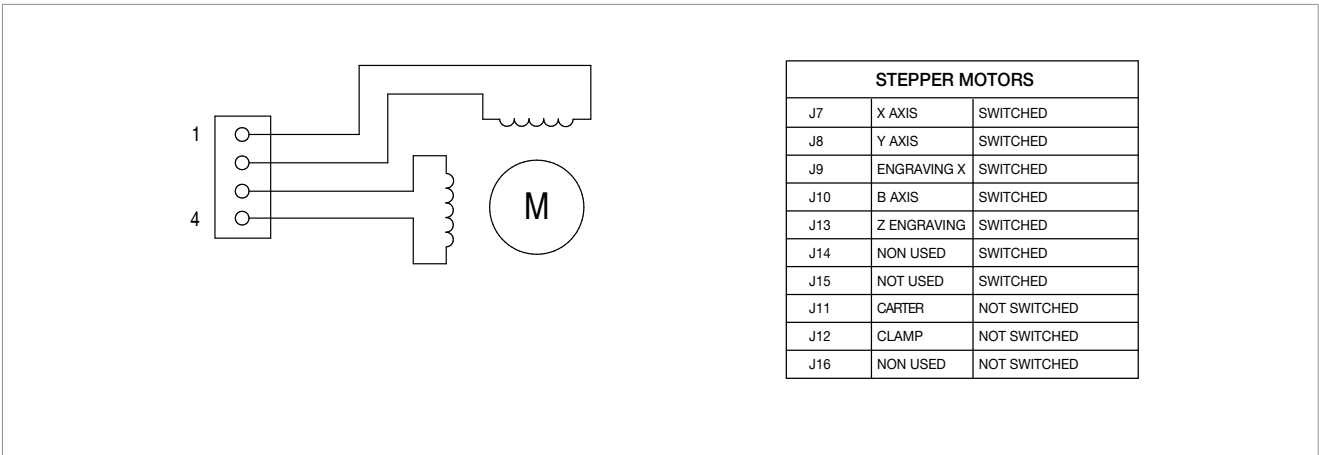 1
4
M
STEPPER MOTORS
J7 X AXIS SWITCHED
J8 Y AXIS SWITCHED
J9 ENGRAVING X SWITCHED
J10 B AXIS SWITCHED
J13 Z ENGRAVING SWITCHED
J14 NON USED SWITCHED
J15 NOT USED SWITCHED
J11 CARTER NOT SWITCHED
J12 CLAMP NOT SWITCHED
J16 NON USED NOT SWITCHED